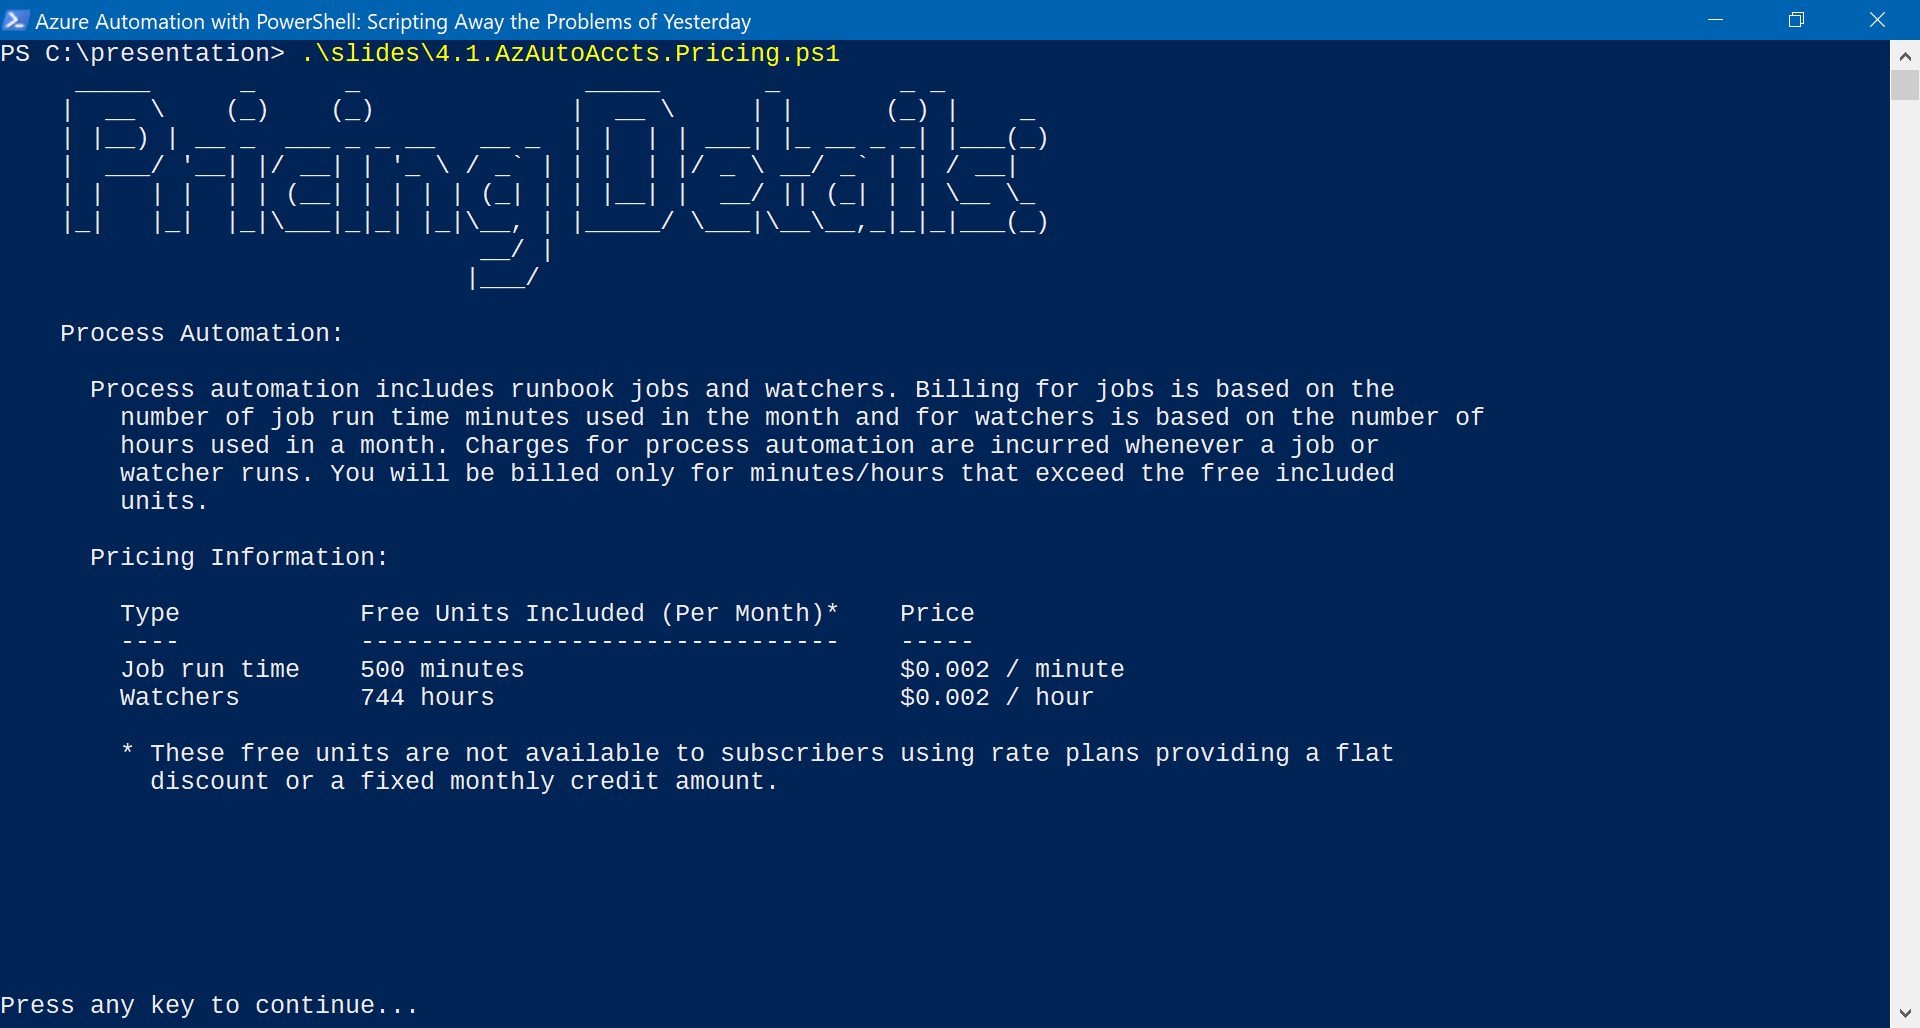 Azure Automation with PowerShell: Scripting Away the Problems of Yesterday
PS C:\presentation> .\slides\4.1.AzAutoAccts.Pricing.ps1
Pricing Details:
Process Automation:
Process automation includes runbook jobs and watchers. Billing for jobs is based on the
number of job run time minutes used in the month and for watchers is based on the number of
hours used in a month. Charges for process automation are incurred whenever a job or
watcher runs. You will be billed only for minutes/hours that exceed the free included
units.
Pricing Information:
Type Free Units Included (Per Month)* Price
---- -------------------------------- -----
Job run time 500 minutes $0.002 / minute
Watchers 744 hours $0.002 / hour
* These free units are not available to subscribers using rate plans providing a flat
discount or a fixed monthly credit amount.
Press any key to continue...